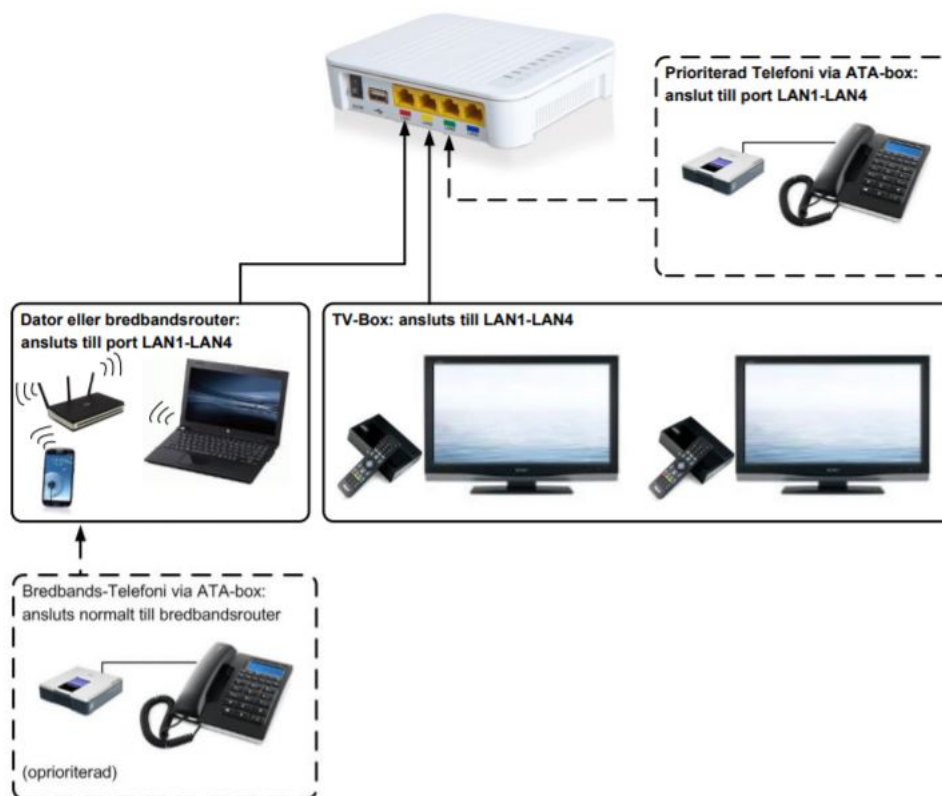 Prioriterad Telefoni via ATA-box:
anslut till port LAN1-LAN4
Dator eller bredbandsrouter:
ansluts till port LAN1-LAN4
TV-Box: ansluts till LAN1-LAN4
Bredbands-Telefoni via ATA-box:
ansluts normalt till bredbandsrouter
(oprioriterad)